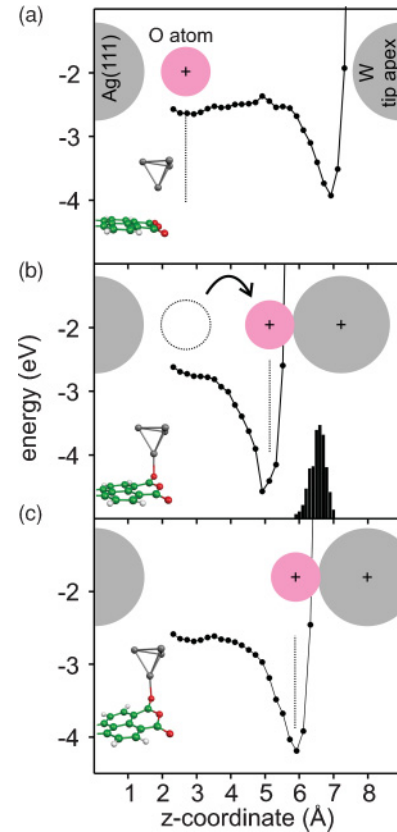 (a)
O atom
Ag(111)
W
tip apex
-2
-3
-4
(b)
-2
-3
-4
energy (eV)
(c)
-2
-3
-4
0 1 2 3 4 5 6 7 8
z-coordinate (Å)